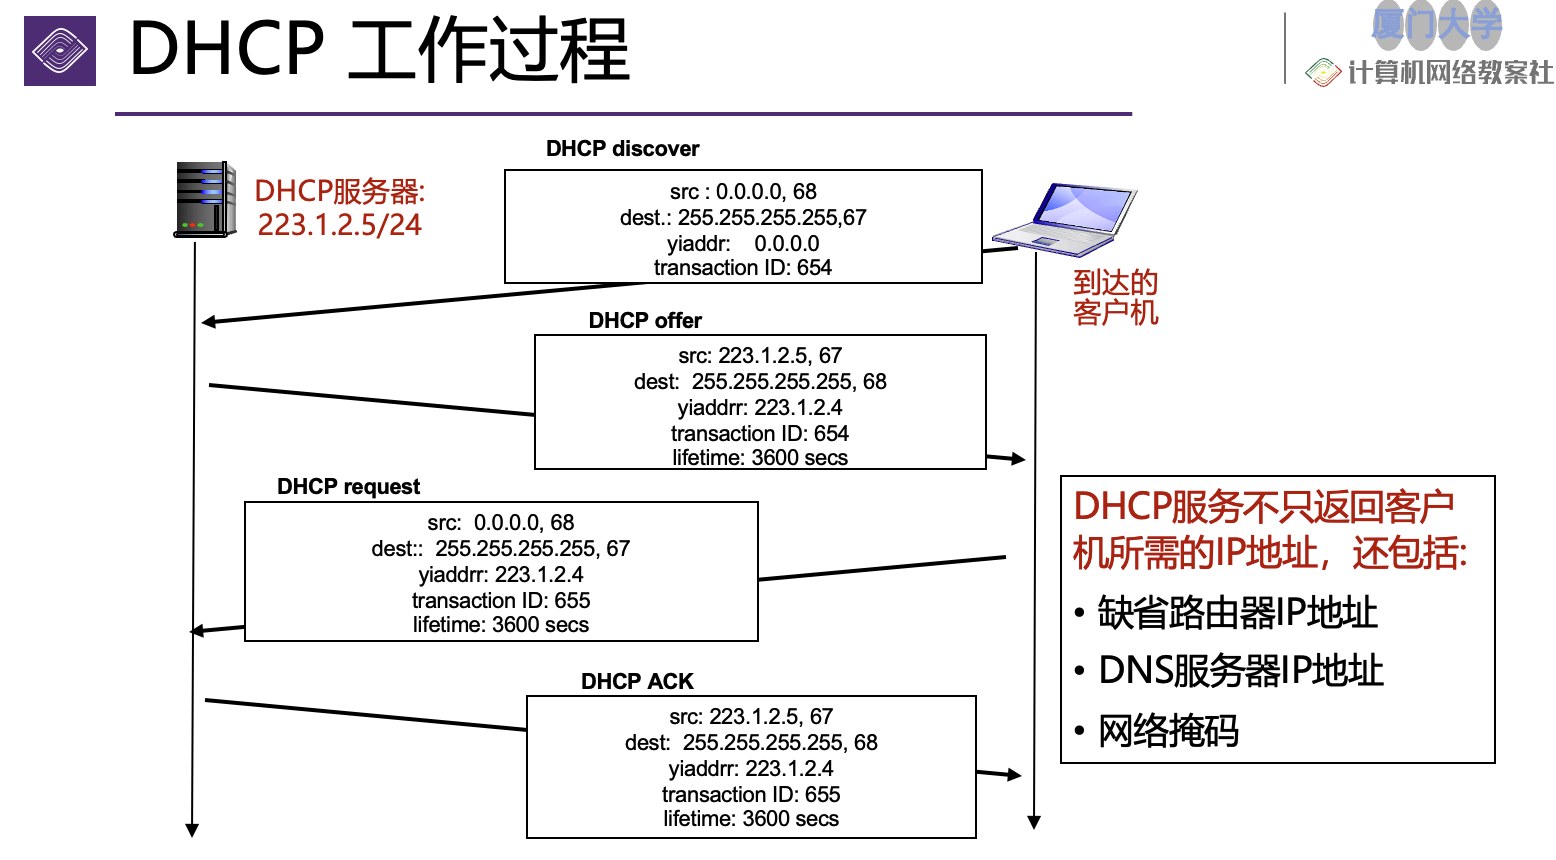 DHCP 工作过程
厦门大学
计算机网络教案社
DHCP discover
DHCP服务器:
223.1.2.5/24
src : 0.0.0.0, 68
dest.: 255.255.255.255,67
yiaddr: 0.0.0.0
transaction ID: 654
到达的
客户机
DHCP offer
src: 223.1.2.5, 67
dest: 255.255.255.255, 68
yiaddrr: 223.1.2.4
transaction ID: 654
lifetime: 3600 secs
DHCP request
src: 0.0.0.0, 68
dest:: 255.255.255.255, 67
yiaddrr: 223.1.2.4
transaction ID: 655
lifetime: 3600 secs
DHCP服务不只返回客户
机所需的IP地址，还包括:
• 缺省路由器IP地址
• DNS服务器IP地址
• 网络掩码
DHCP ACK
src: 223.1.2.5, 67
dest: 255.255.255.255, 68
yiaddrr: 223.1.2.4
transaction ID: 655
lifetime: 3600 secs